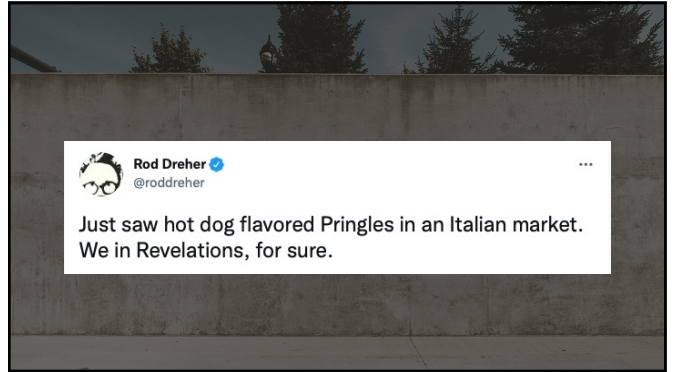 Rod Dreher
@roddreher
Just saw hot dog flavored Pringles in an Italian market.
We in Revelations, for sure.